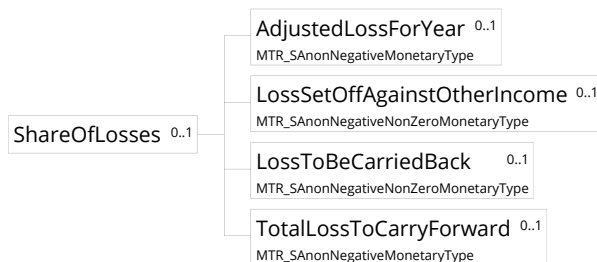 AdjustedLossForYear 0..1
MTR_SAnonNegativeMonetaryType
LossSetOffAgainstOtherIncome 0..1
MTR_SAnonNegativeNonZeroMonetaryType
ShareOfLosses 0..1
LossToBeCarriedBack 0..1
MTR_SAnonNegativeNonZeroMonetaryType
TotalLossToCarryForward 0..1
MTR_SAnonNegativeMonetaryType